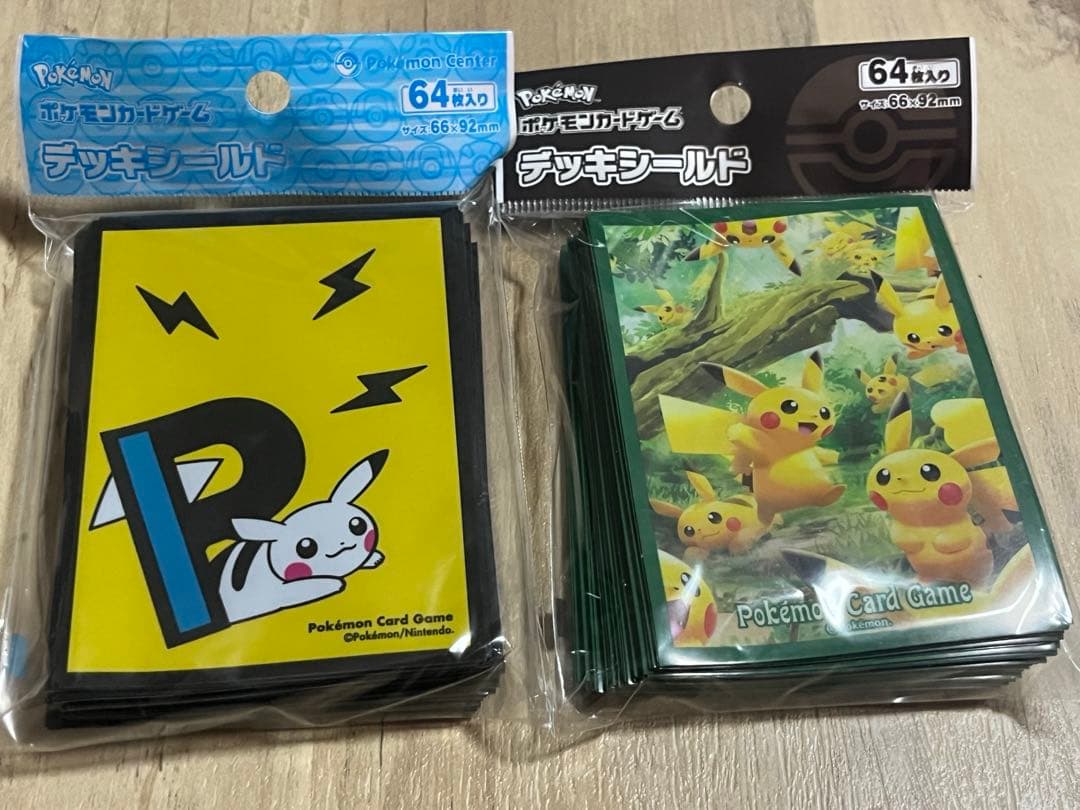 POKéMON
Pokémon Center
ポケモンカードゲーム
64枚入り
サイズ:66×92mm
デッキシールド
P
Pokémon Card Game
©Pokémon/Nintendo.
POKéMON™
ポケモンカードゲーム
64枚入り
サイズ:66×92mm
デッキシールド
Pokémon Card Game
©Pokémon.